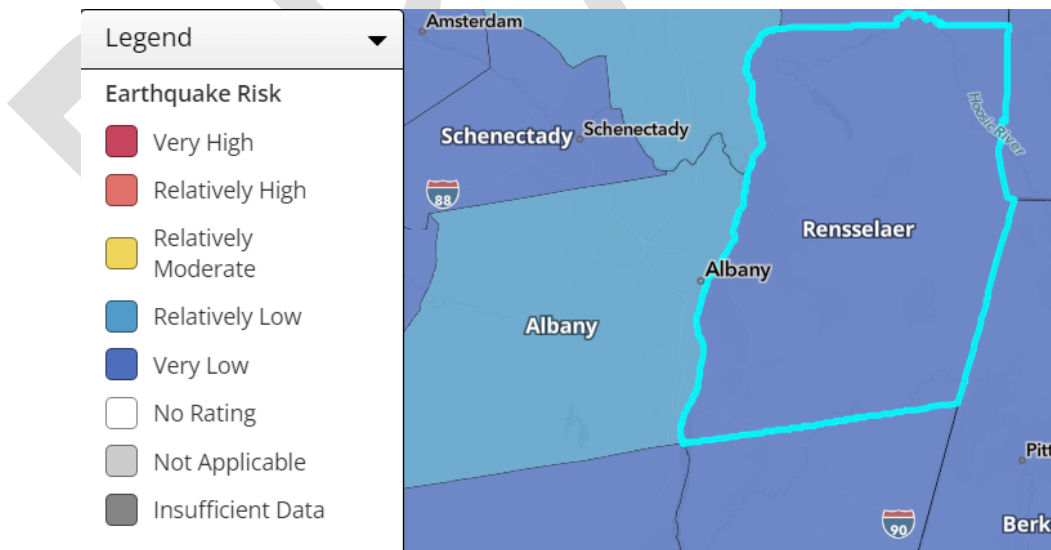 Legend
Earthquake Risk
Very High
Relatively High
Relatively
Moderate
Relatively Low
Very Low
No Rating
Not Applicable
Insufficient Data
Amsterdam
Schenectady
Schenectady
88
Hoosic River
Rensselaer
Albany
Albany
Pitt
90
Berk